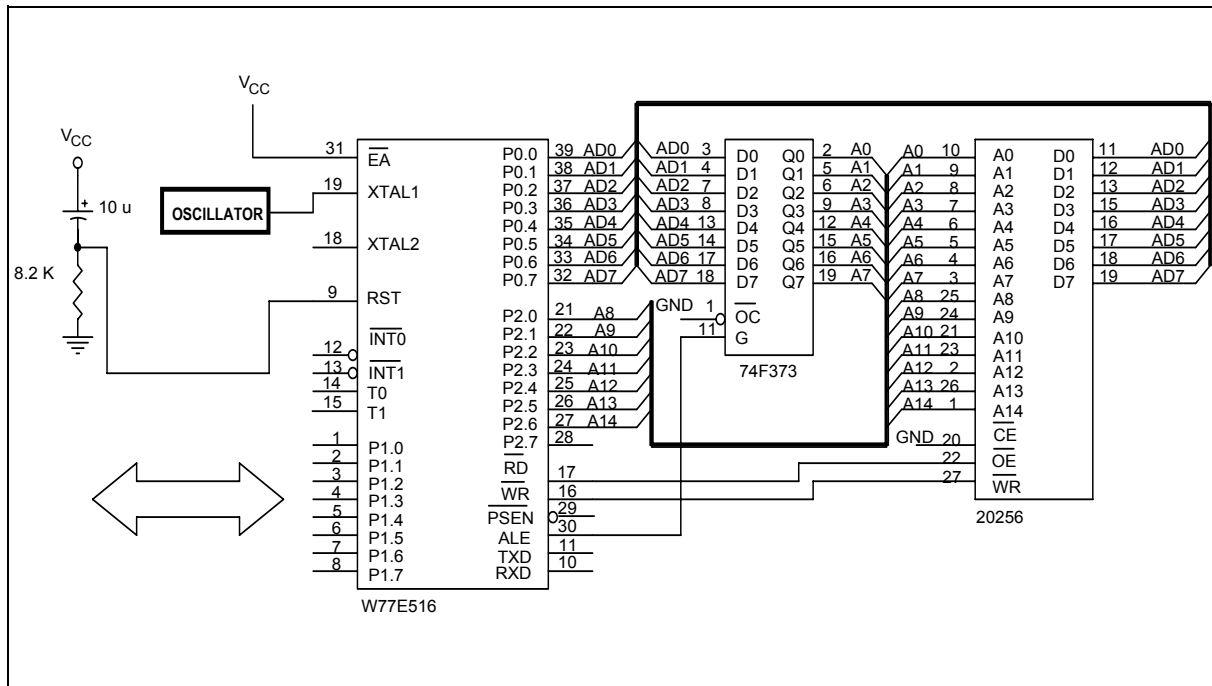 VCC
VCC
10 u
8.2 K
OSCILLATOR
31 EA
19 XTAL1
18 XTAL2
9 RST
12 INT0
13 INT1
14 T0
15 T1
1 P1.0
2 P1.1
3 P1.2
4 P1.3
5 P1.4
6 P1.5
7 P1.6
8 P1.7
P0.0 39 AD0
P0.1 38 AD1
P0.2 37 AD2
P0.3 36 AD3
P0.4 35 AD4
P0.5 34 AD5
P0.6 33 AD6
P0.7 32 AD7
P2.0 21 A8
P2.1 22 A9
P2.2 23 A10
P2.3 24 A11
P2.4 25 A12
P2.5 26 A13
P2.6 27 A14
P2.7 28
RD 17
WR 16
PSEN 29
ALE 30
TXD 11
RXD 10
W77E516
AD0 3 D0 Q0 2 A0
AD1 4 D1 Q1 5 A1
AD2 7 D2 Q2 6 A2
AD3 8 D3 Q3 9 A3
AD4 13 D4 Q4 12 A4
AD5 14 D5 Q5 15 A5
AD6 17 D6 Q6 16 A6
AD7 18 D7 Q7 19 A7
GND 1 OC
11 G
74F373
A0 10 A0 D0 11 AD0
A1 9 A1 D1 12 AD1
A2 8 A2 D2 13 AD2
A3 7 A3 D3 15 AD3
A4 6 A4 D4 16 AD4
A5 5 A5 D5 17 AD5
A6 4 A6 D6 18 AD6
A7 3 A7 D7 19 AD7
A8 25 A8
A9 24 A9
A10 21 A10
A11 23 A11
A12 2 A12
A13 26 A13
A14 1 A14
GND 20 CE
22 OE
27 WR
20256